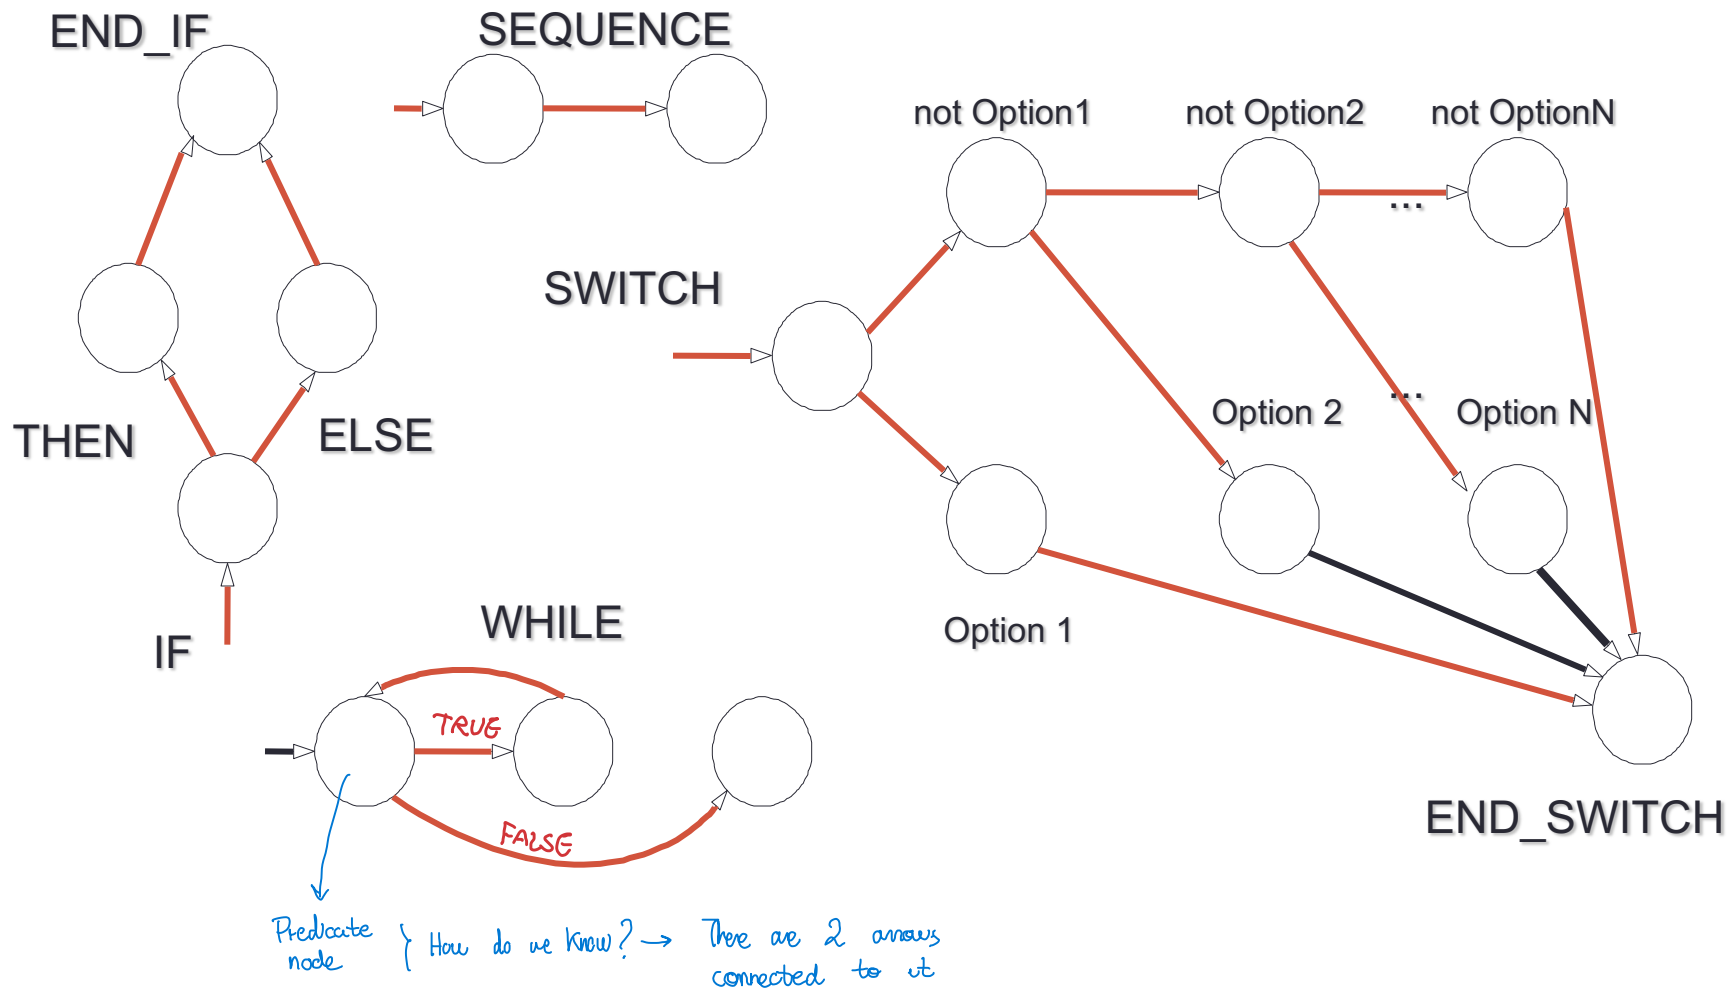 END_IF
SEQUENCE
not Option1
not Option2
not OptionN
...
SWITCH
...
Option 2
Option N
THEN
ELSE
IF
WHILE
Option 1
TRUE
FALSE
END_SWITCH
Predicate
node
} How do we know? → There are 2 arrows
connected to it